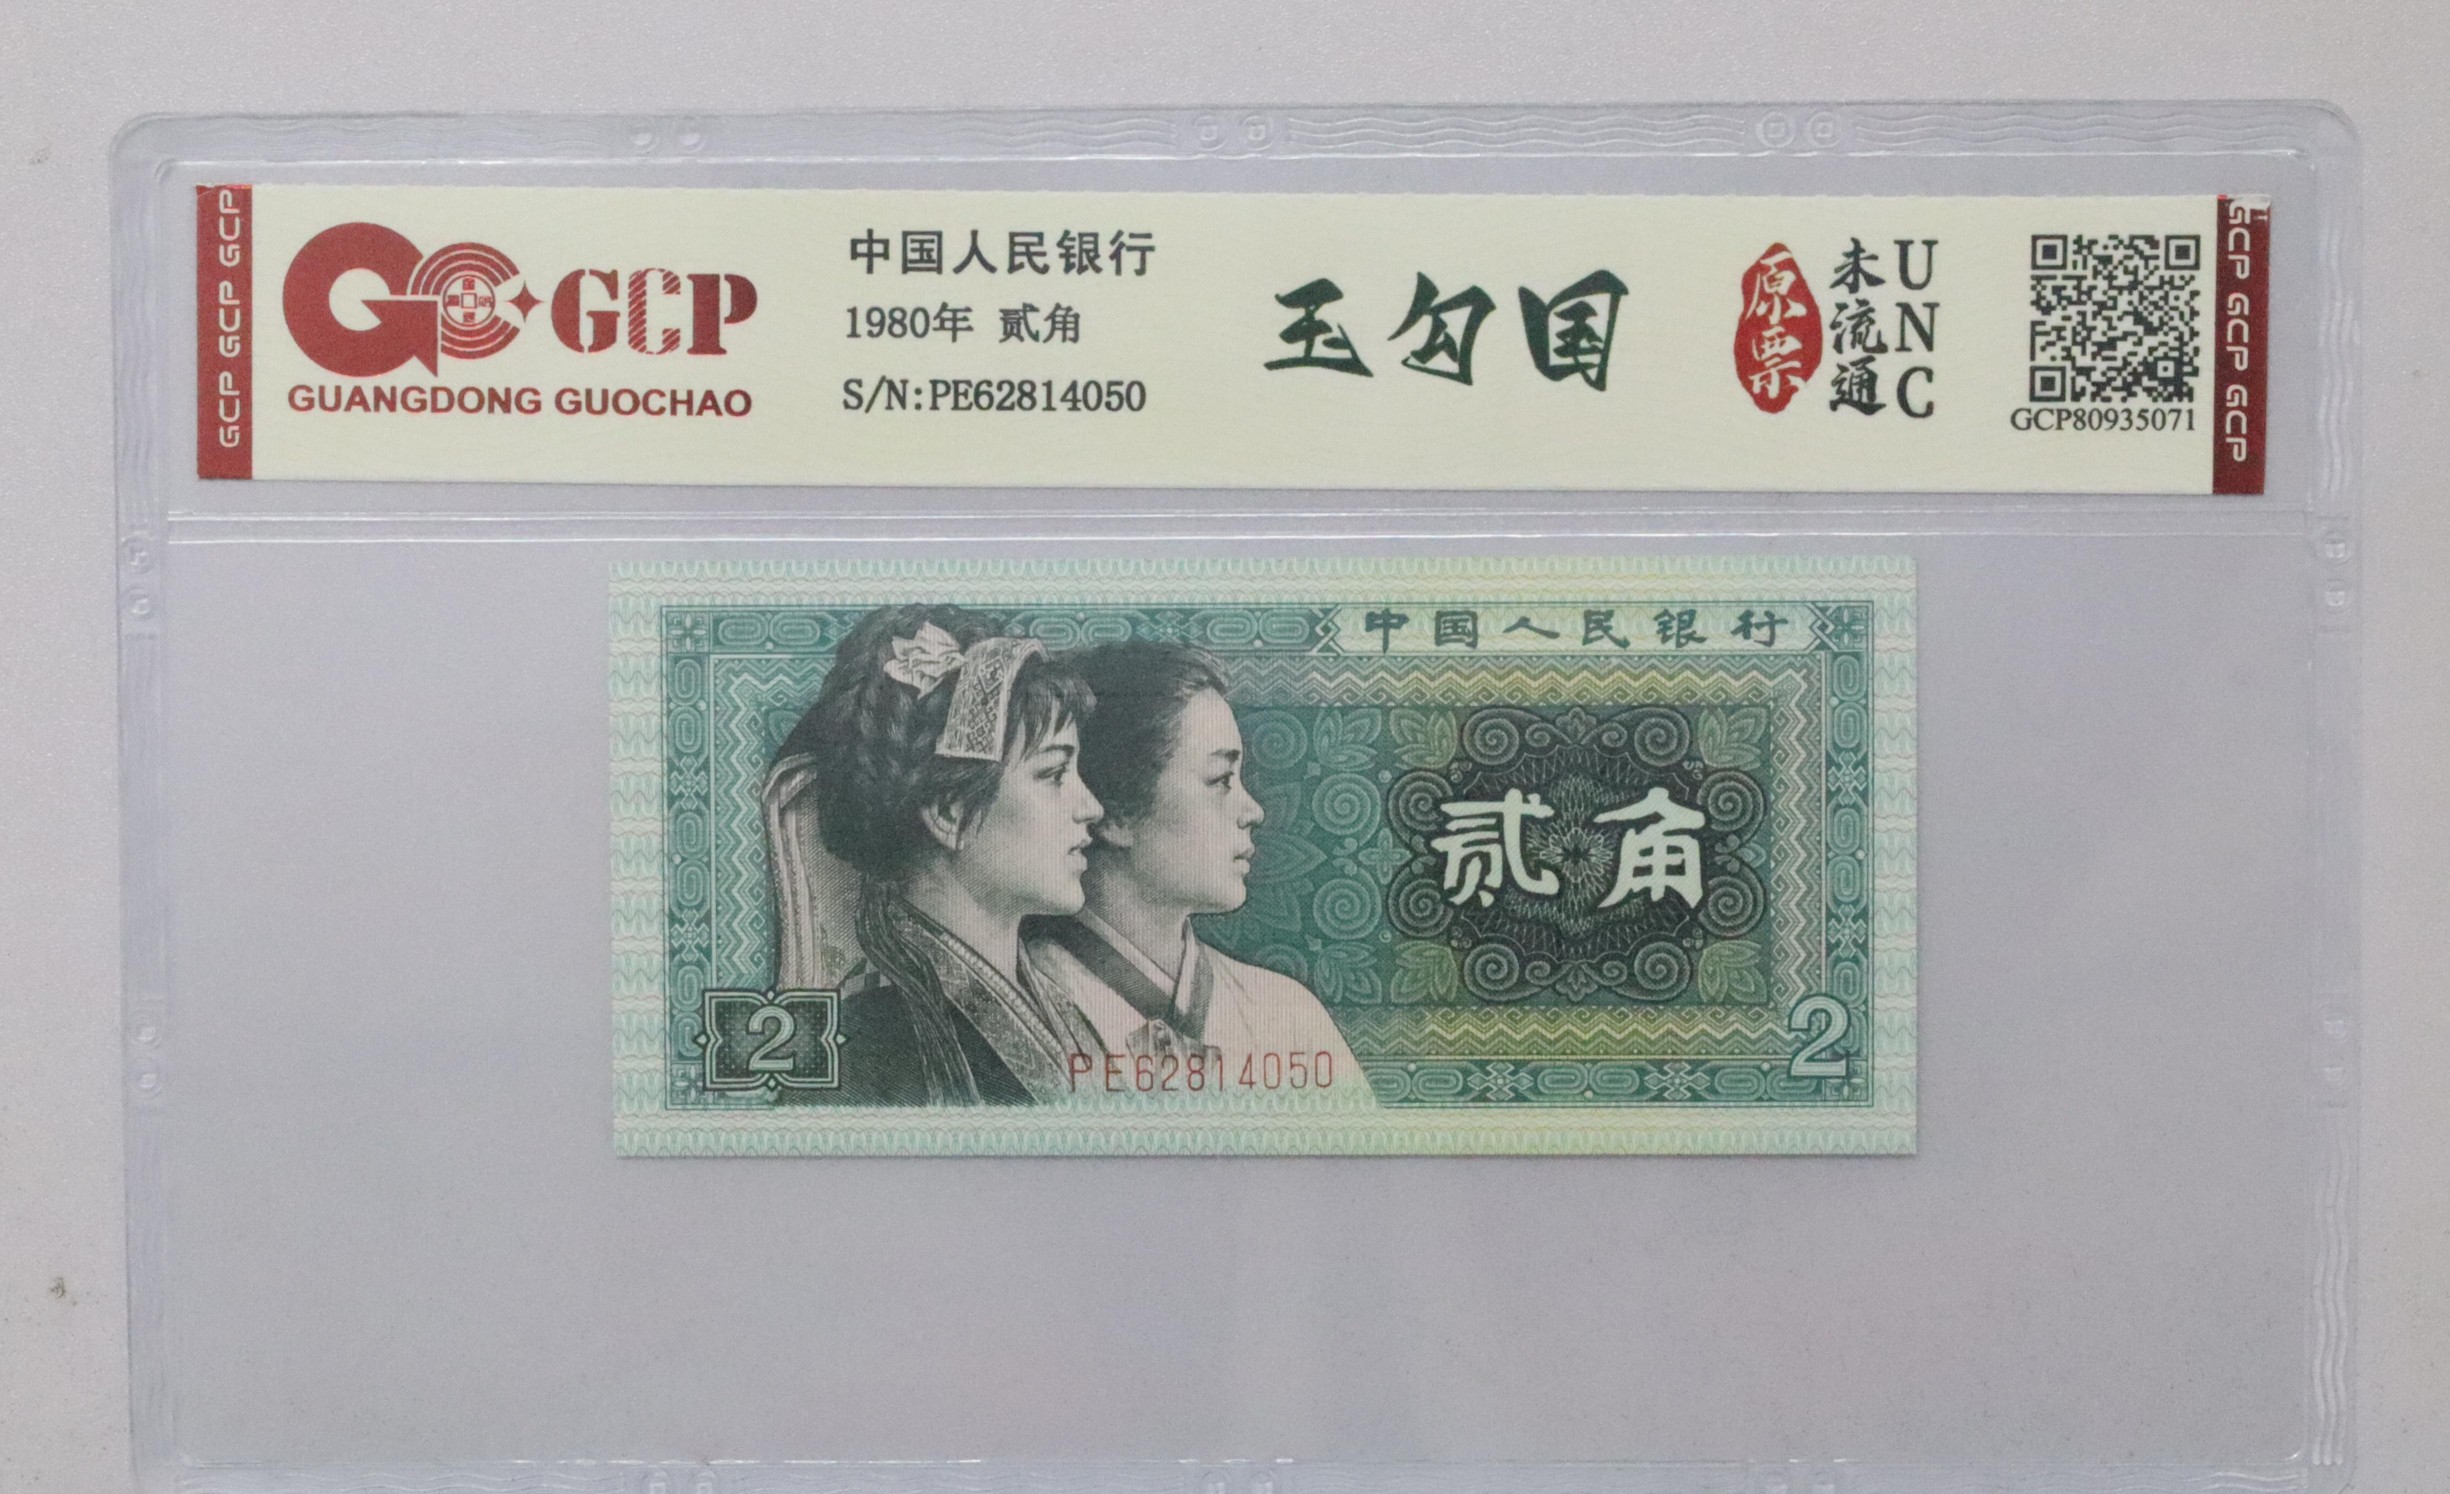 GCP GCP GCP
GCP
GUANGDONG GUOCHAO
中国人民银行
1980年 贰角
S/N:PE62814050
玉勾国
原票
未流通
UNC
GCP80935071
GCP GCP GCP
中国人民银行
贰角
2
PE62814050
2